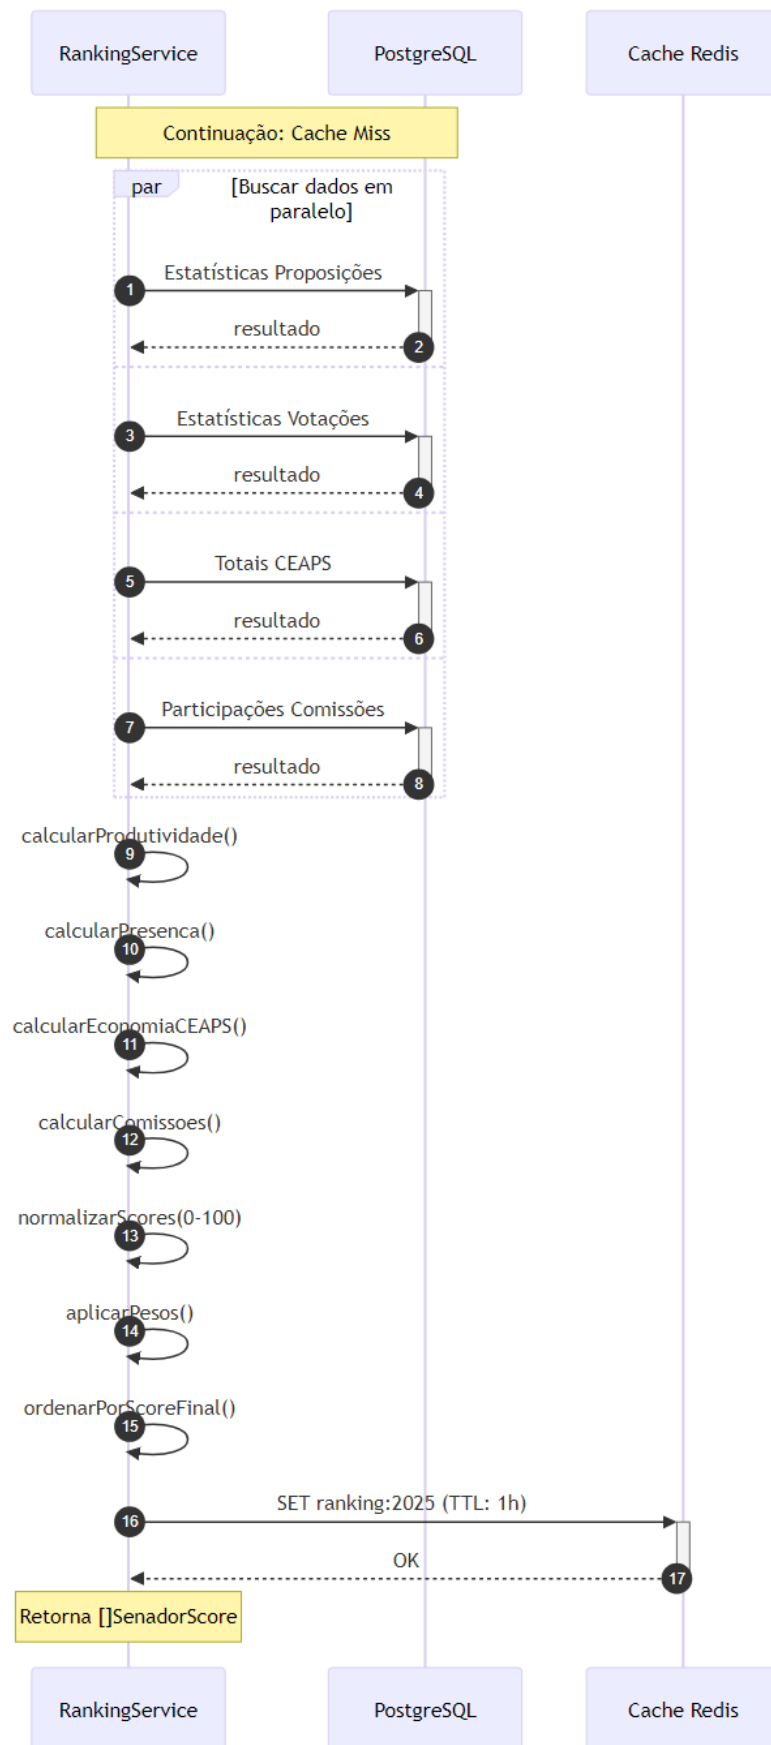 RankingService
PostgreSQL
Cache Redis
Continuação: Cache Miss
par
[Buscar dados em
paralelo]
Estatísticas Proposições
1
resultado
2
Estatísticas Votações
3
resultado
4
Totais CEAPS
5
resultado
6
Participações Comissões
7
resultado
8
calcularProdutividade()
9
calcularPresenca()
10
calcularEconomiaCEAPS()
11
calcularComissoes()
12
normalizarScores(0-100)
13
aplicarPesos()
14
ordenarPorScoreFinal()
15
SET ranking:2025 (TTL: 1h)
16
OK
17
Retorna []SenadorScore
RankingService
PostgreSQL
Cache Redis